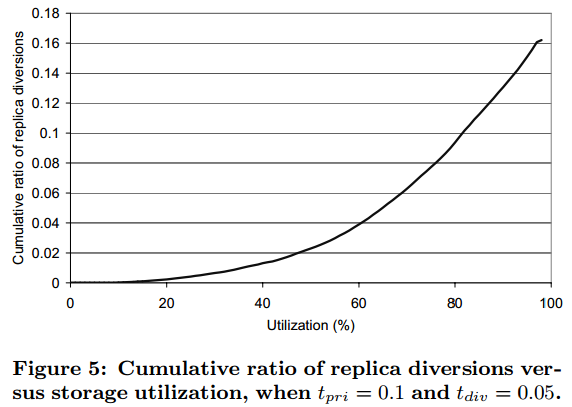 0.18
0.16
0.14
0.12
0.1
0.08
0.06
0.04
0.02
0
Cumulative ratio of replica diversions
0 20 40 60 80 100
Utilization (%)
Figure 5: Cumulative ratio of replica diversions ver-
sus storage utilization, when tpri = 0.1 and tdiv = 0.05.